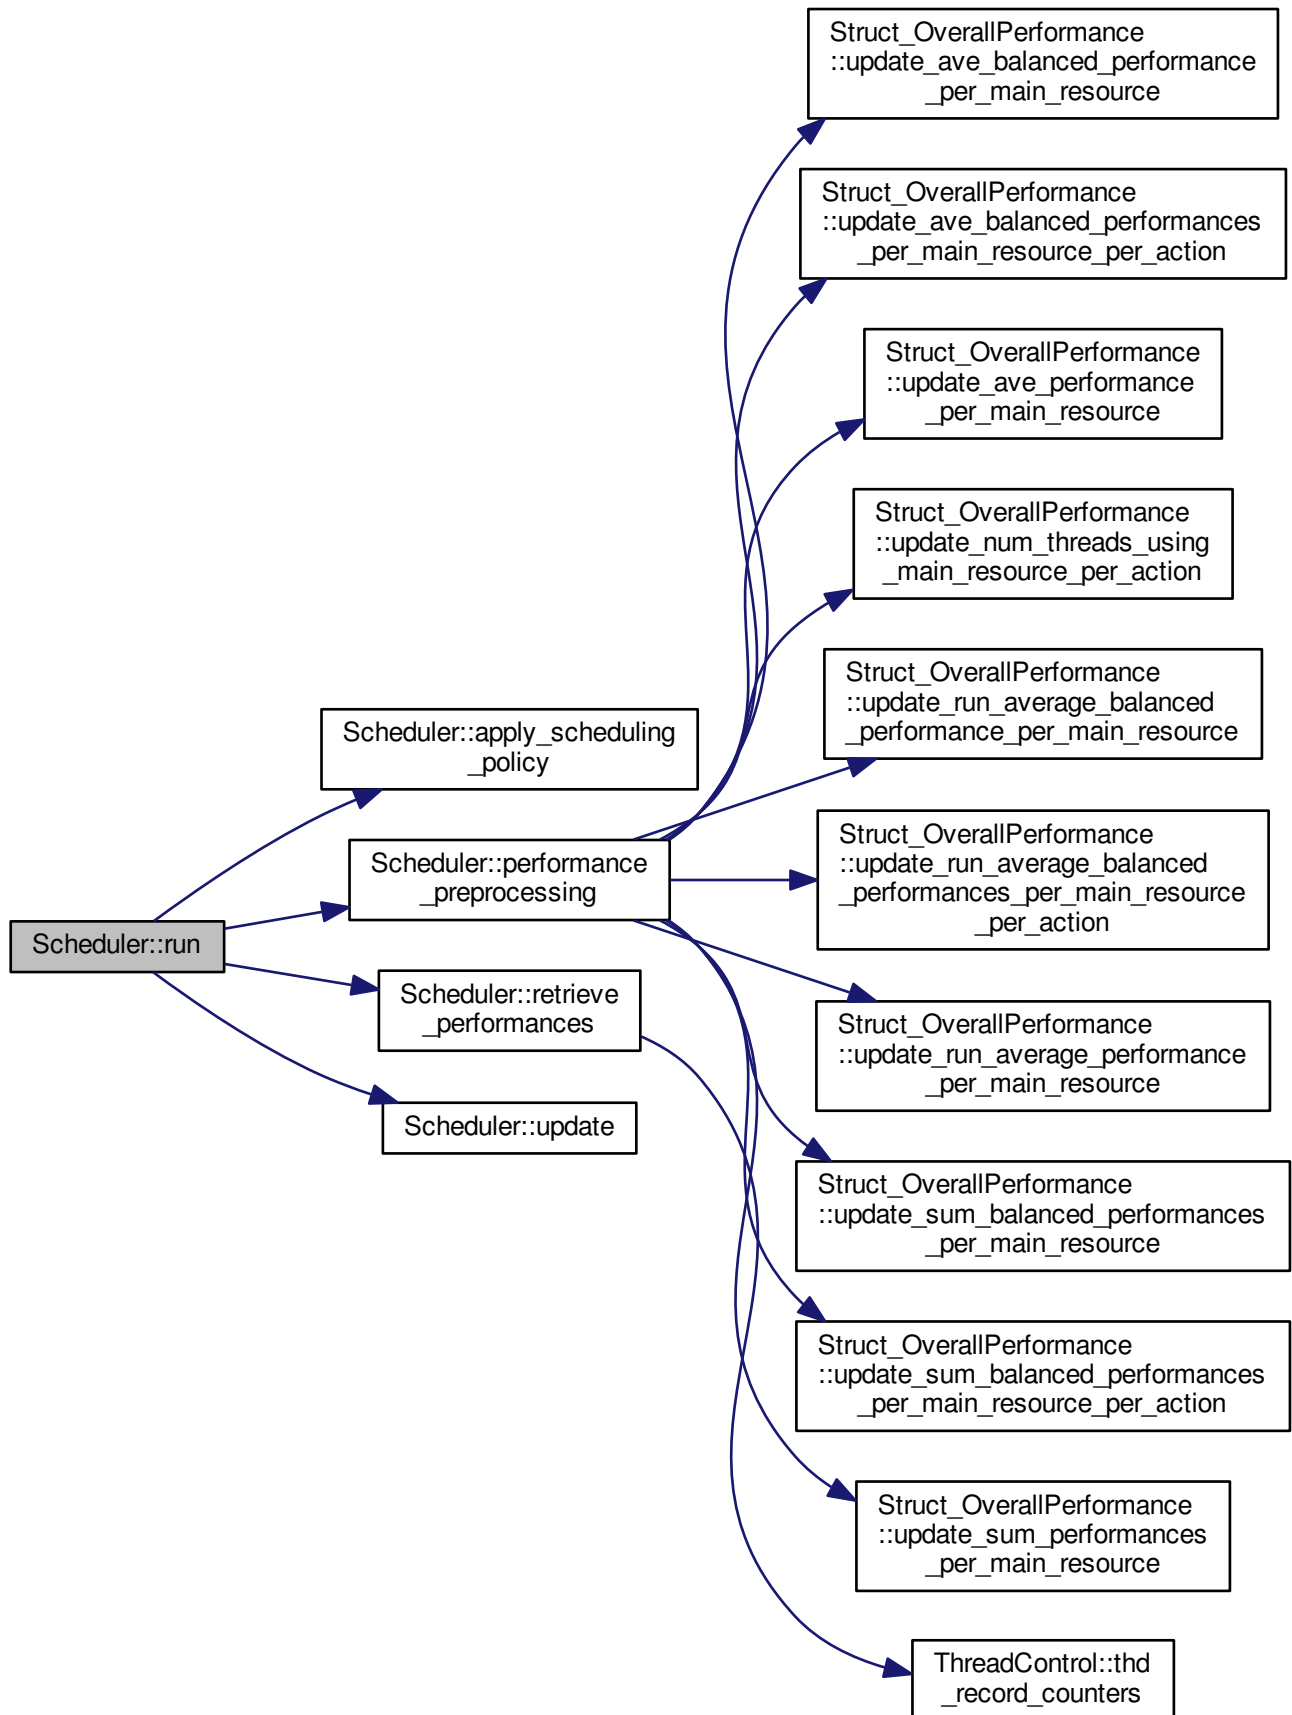 Struct_OverallPerformance
::update_ave_balanced_performance
_per_main_resource
Struct_OverallPerformance
::update_ave_balanced_performances
_per_main_resource_per_action
Struct_OverallPerformance
::update_ave_performance
_per_main_resource
Struct_OverallPerformance
::update_num_threads_using
_main_resource_per_action
Struct_OverallPerformance
::update_run_average_balanced
_performance_per_main_resource
Scheduler::apply_scheduling
_policy
Struct_OverallPerformance
::update_run_average_balanced
_performances_per_main_resource
_per_action
Scheduler::performance
_preprocessing
Scheduler::run
Scheduler::retrieve
_performances
Struct_OverallPerformance
::update_run_average_performance
_per_main_resource
Scheduler::update
Struct_OverallPerformance
::update_sum_balanced_performances
_per_main_resource
Struct_OverallPerformance
::update_sum_balanced_performances
_per_main_resource_per_action
Struct_OverallPerformance
::update_sum_performances
_per_main_resource
ThreadControl::thd
_record_counters